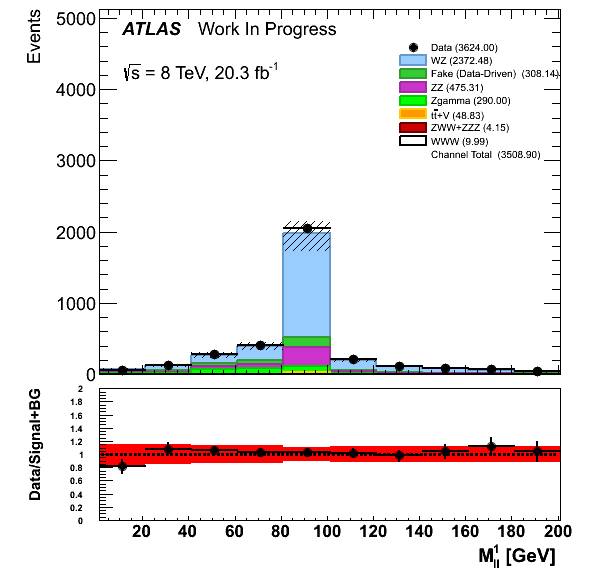 Events
5000
4000
3000
2000
1000
0
ATLAS Work In Progress
√s = 8 TeV, 20.3 fb⁻¹
Data (3624.00)
WZ (2372.48)
Fake (Data-Driven) (308.14)
ZZ (475.31)
Zgamma (290.00)
tt̄+V (48.83)
ZWW+ZZZ (4.15)
WWW (9.99)
Channel Total (3508.90)
Data/Signal+BG
2
1.8
1.6
1.4
1.2
1
0.8
0.6
0.4
0.2
0
20 40 60 80 100 120 140 160 180 200
M¹ll [GeV]